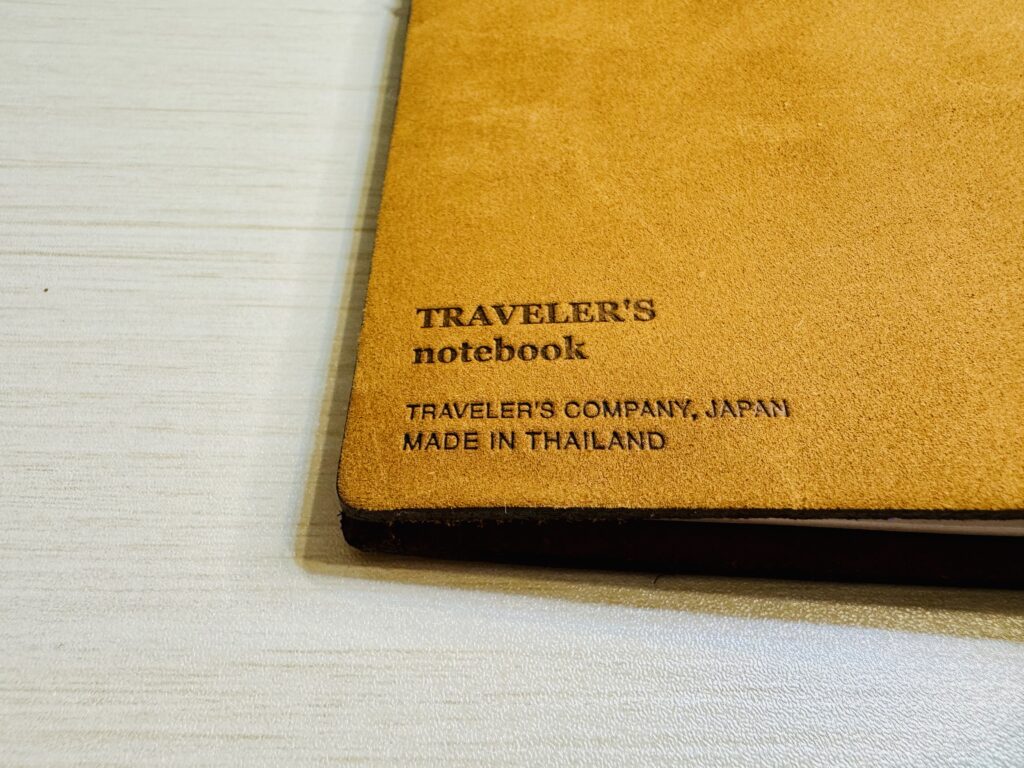 TRAVELER'S
notebook
TRAVELER'S COMPANY, JAPAN
MADE IN THAILAND